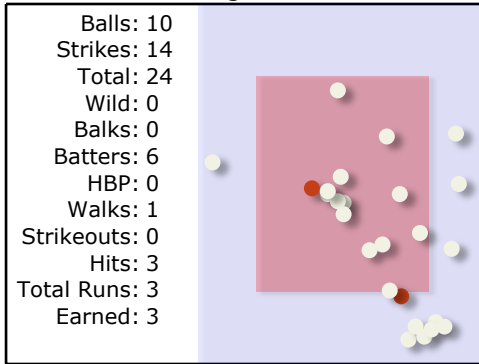 Balls: 10
Strikes: 14
Total: 24
Wild: 0
Balks: 0
Batters: 6
HBP: 0
Walks: 1
Strikeouts: 0
Hits: 3
Total Runs: 3
Earned: 3